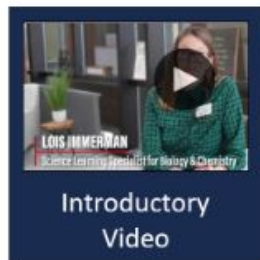 LOIS IMMERMAN
Science Learning Specialist for Biology & Chemistry
Introductory
Video